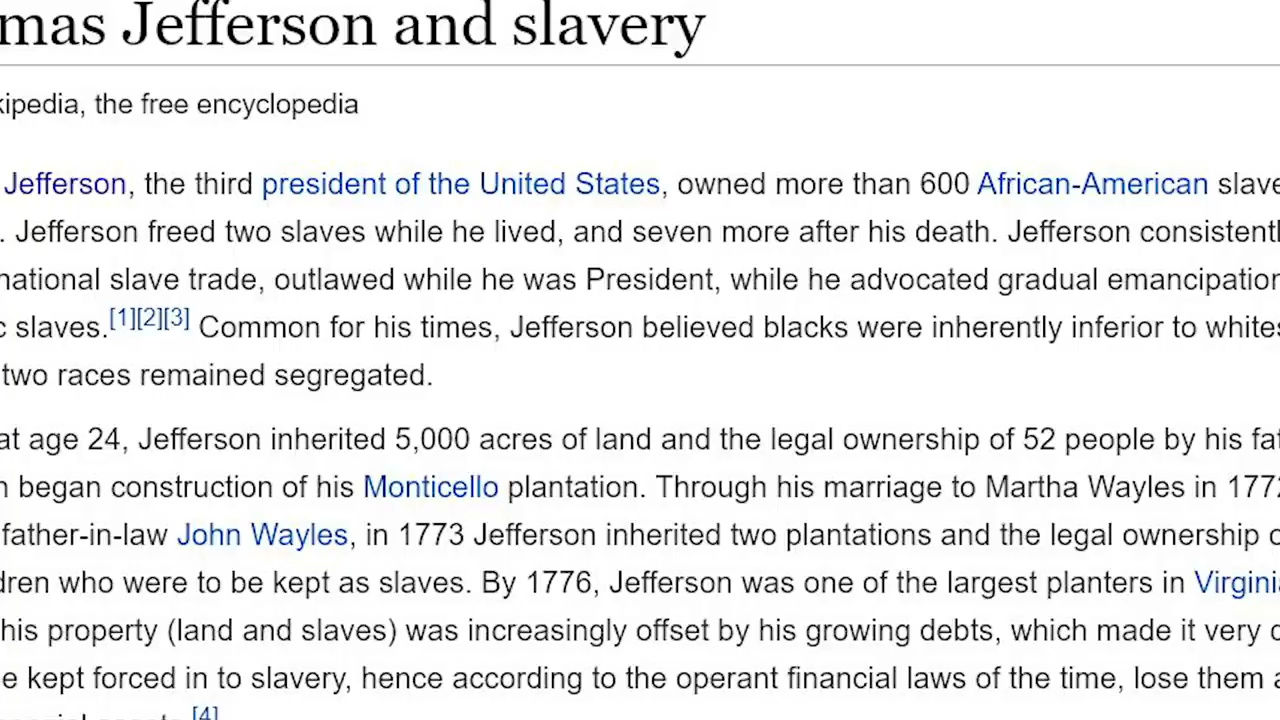 mas Jefferson and slavery
kipedia, the free encyclopedia
Jefferson, the third president of the United States, owned more than 600 African-American slave
. Jefferson freed two slaves while he lived, and seven more after his death. Jefferson consistentl
national slave trade, outlawed while he was President, while he advocated gradual emancipation
c slaves.[1][2][3] Common for his times, Jefferson believed blacks were inherently inferior to whites
two races remained segregated.
at age 24, Jefferson inherited 5,000 acres of land and the legal ownership of 52 people by his fat
n began construction of his Monticello plantation. Through his marriage to Martha Wayles in 1772
father-in-law John Wayles, in 1773 Jefferson inherited two plantations and the legal ownership o
dren who were to be kept as slaves. By 1776, Jefferson was one of the largest planters in Virginia
his property (land and slaves) was increasingly offset by his growing debts, which made it very d
e kept forced in to slavery, hence according to the operant financial laws of the time, lose them a
[4]